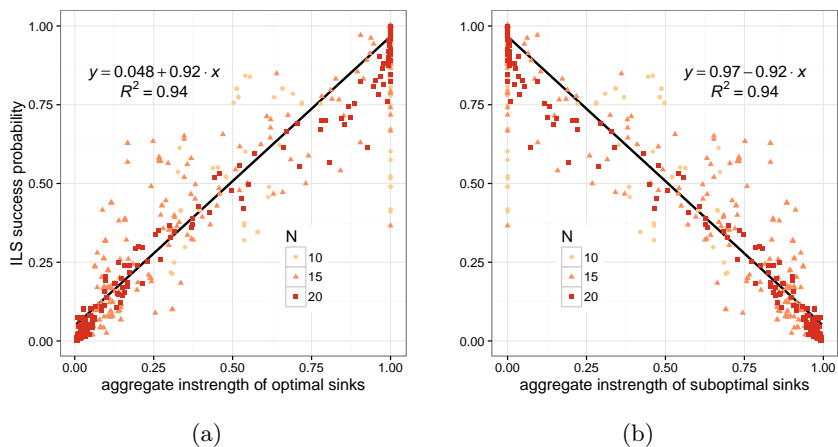 ILS success probability
1.00
0.75
0.50
0.25
0.00
y = 0.048 + 0.92 · x
R² = 0.94
N
10
15
20
0.00 0.25 0.50 0.75 1.00
aggregate instrength of optimal sinks
(a)
1.00
0.75
0.50
0.25
0.00
y = 0.97 − 0.92 · x
R² = 0.94
N
10
15
20
0.00 0.25 0.50 0.75 1.00
aggregate instrength of suboptimal sinks
(b)